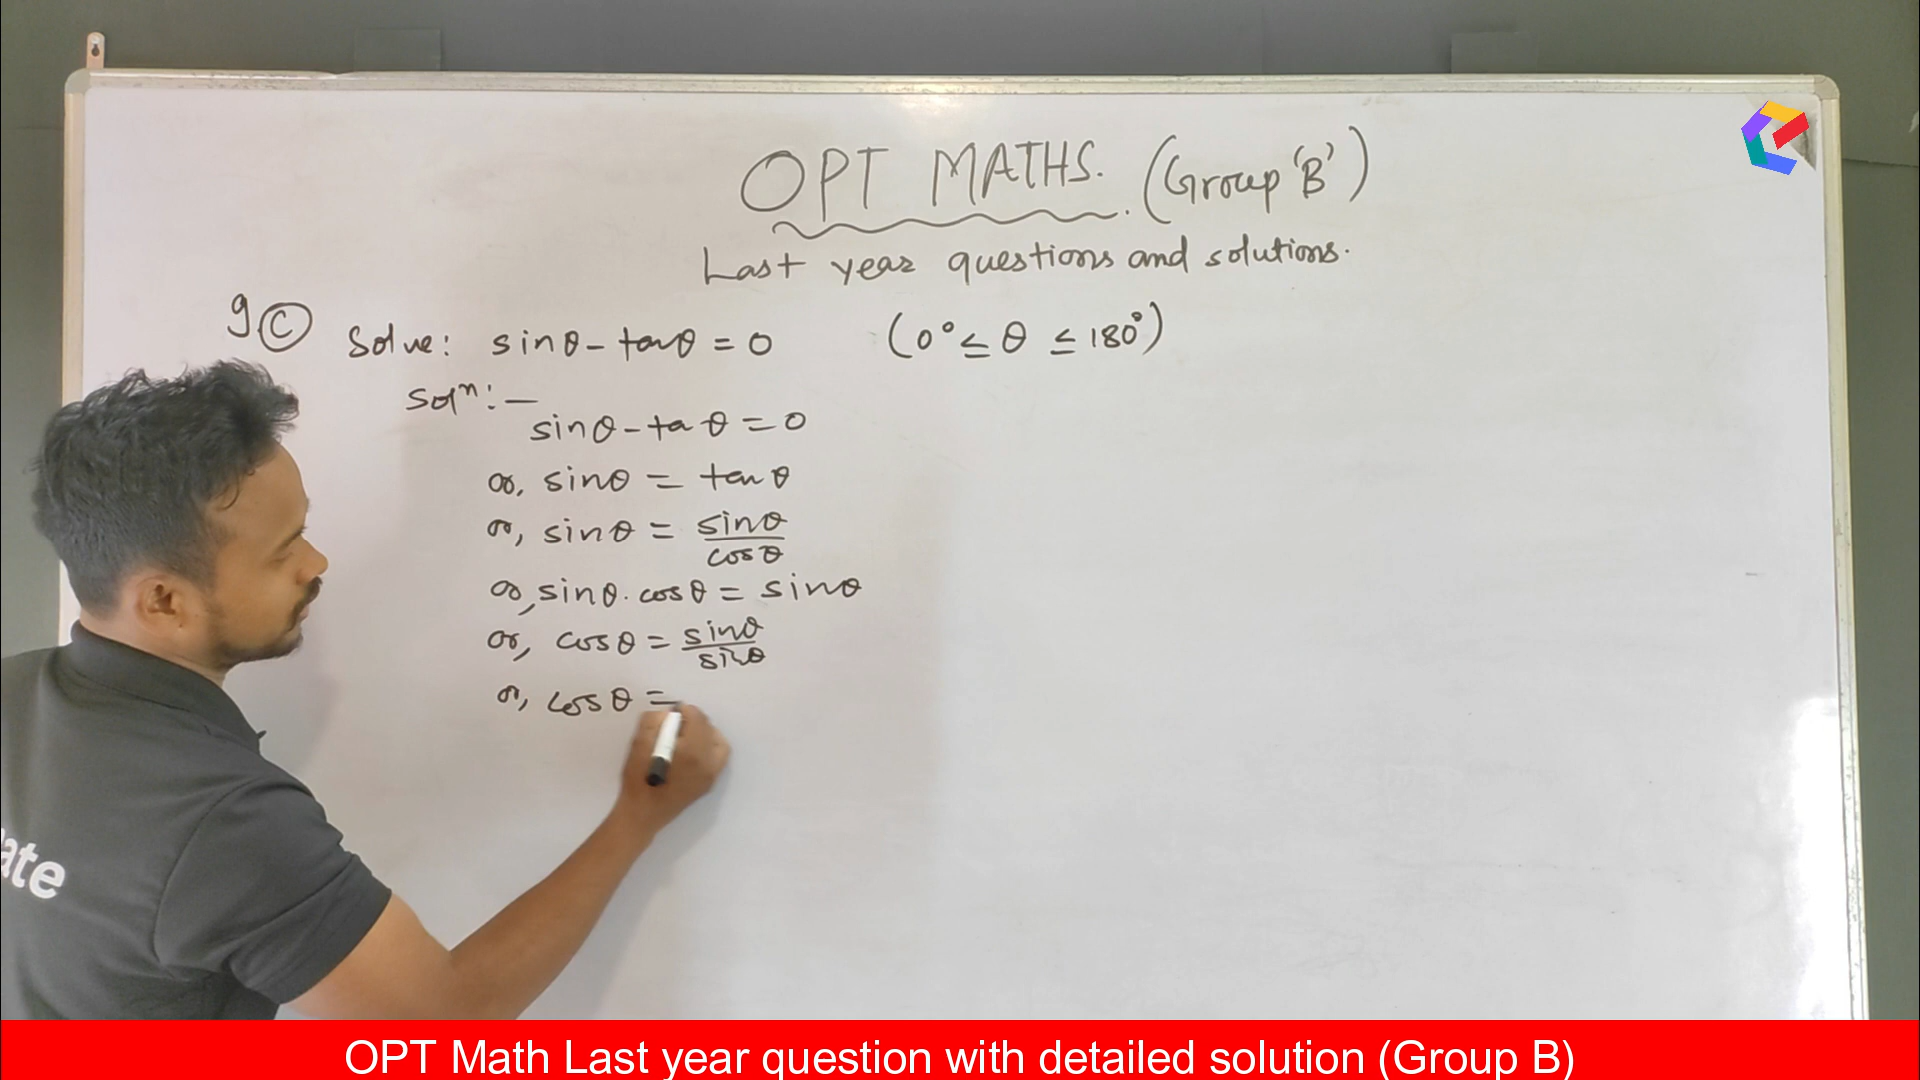 OPT MATHS. (Group 'B')
Last year questions and solutions.
9 (c) Solve: sinθ - tanθ = 0 (0° ≤ θ ≤ 180°)
Solⁿ:-
sinθ - ta θ = 0
or, sinθ = tanθ
or, sinθ = sinθ/cosθ
or, sinθ . cosθ = sinθ
or, cosθ = sinθ/sinθ
or, cosθ =
ate
OPT Math Last year question with detailed solution (Group B)